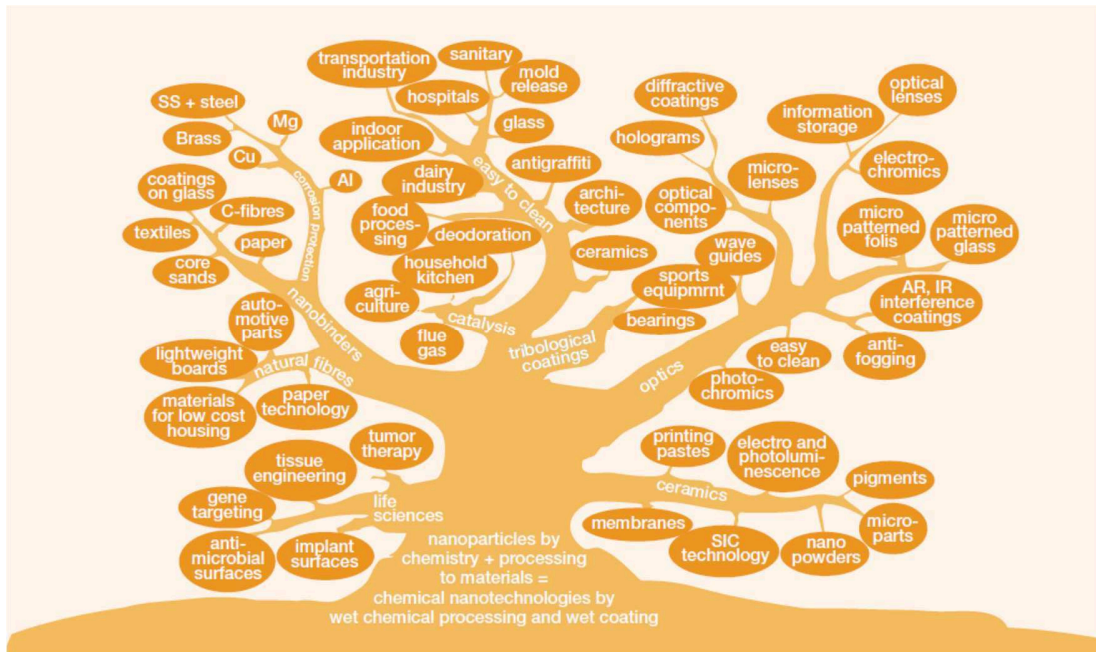 transportation
industry
sanitary
mold
release
hospitals
glass
indoor
application
easy to clean
antigraffiti
dairy
industry
archi-
tecture
food
proces-
sing
deodoration
ceramics
household
kitchen
agri-
culture
catalysis
flue
gas
SS + steel
Mg
Brass
Cu
Al
corrosion protection
coatings
on glass
C-fibres
textiles
paper
core
sands
nanobinders
auto-
motive
parts
lightweight
boards
natural fibres
materials
for low cost
housing
paper
technology
diffractive
coatings
holograms
micro-
lenses
optical
compo-
nents
wave
guides
sports
equipmrnt
bearings
tribological
coatings
optical
lenses
information
storage
electro-
chromics
micro
patterned
folis
micro
patterned
glass
AR, IR
interference
coatings
anti-
fogging
easy
to clean
photo-
chromics
optics
tumor
therapy
tissue
engineering
gene
targeting
life
sciences
anti-
microbial
surfaces
implant
surfaces
printing
pastes
electro and
photolumi-
nescence
pigments
ceramics
micro-
parts
membranes
SIC
technology
nano
powders
nanoparticles by
chemistry + processing
to materials =
chemical nanotechnologies by
wet chemical processing and wet coating